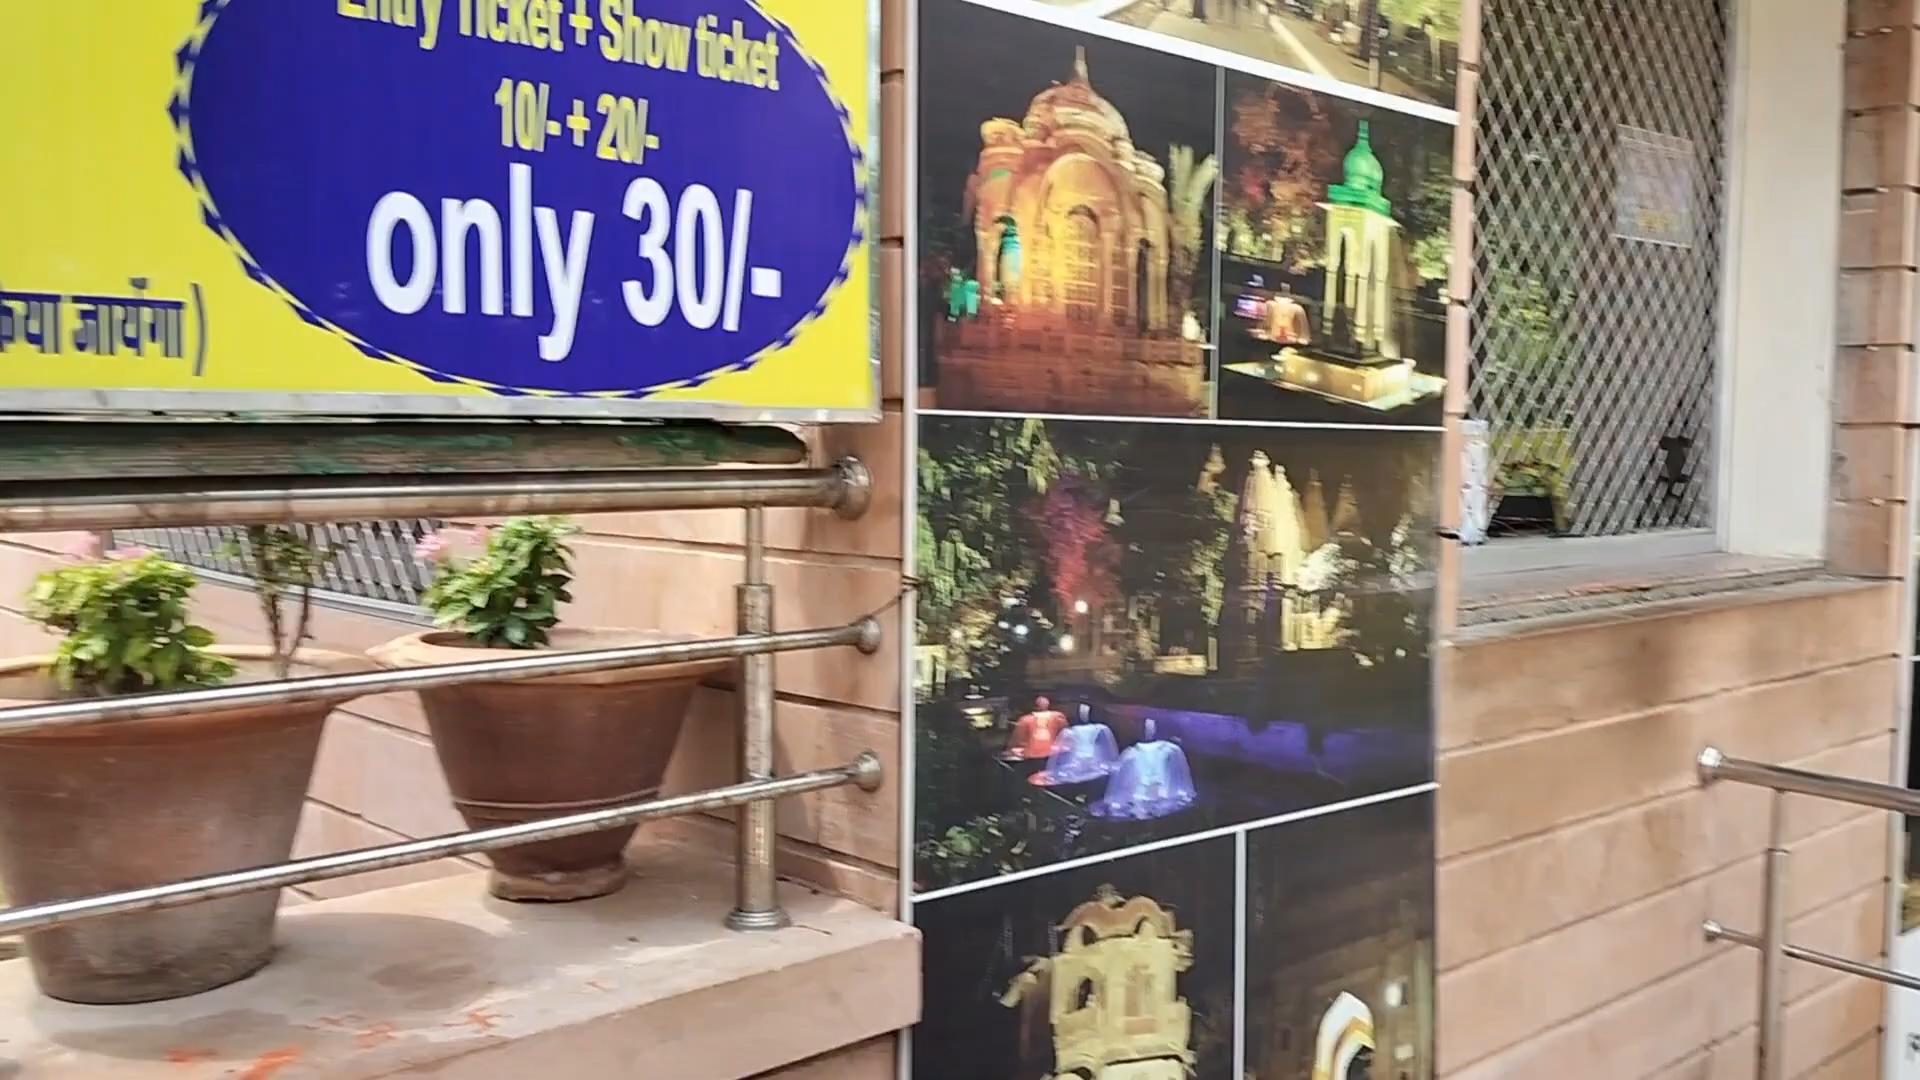 Entry Ticket + Show ticket
10/- + 20/-
only 30/-
किया जायेगा )